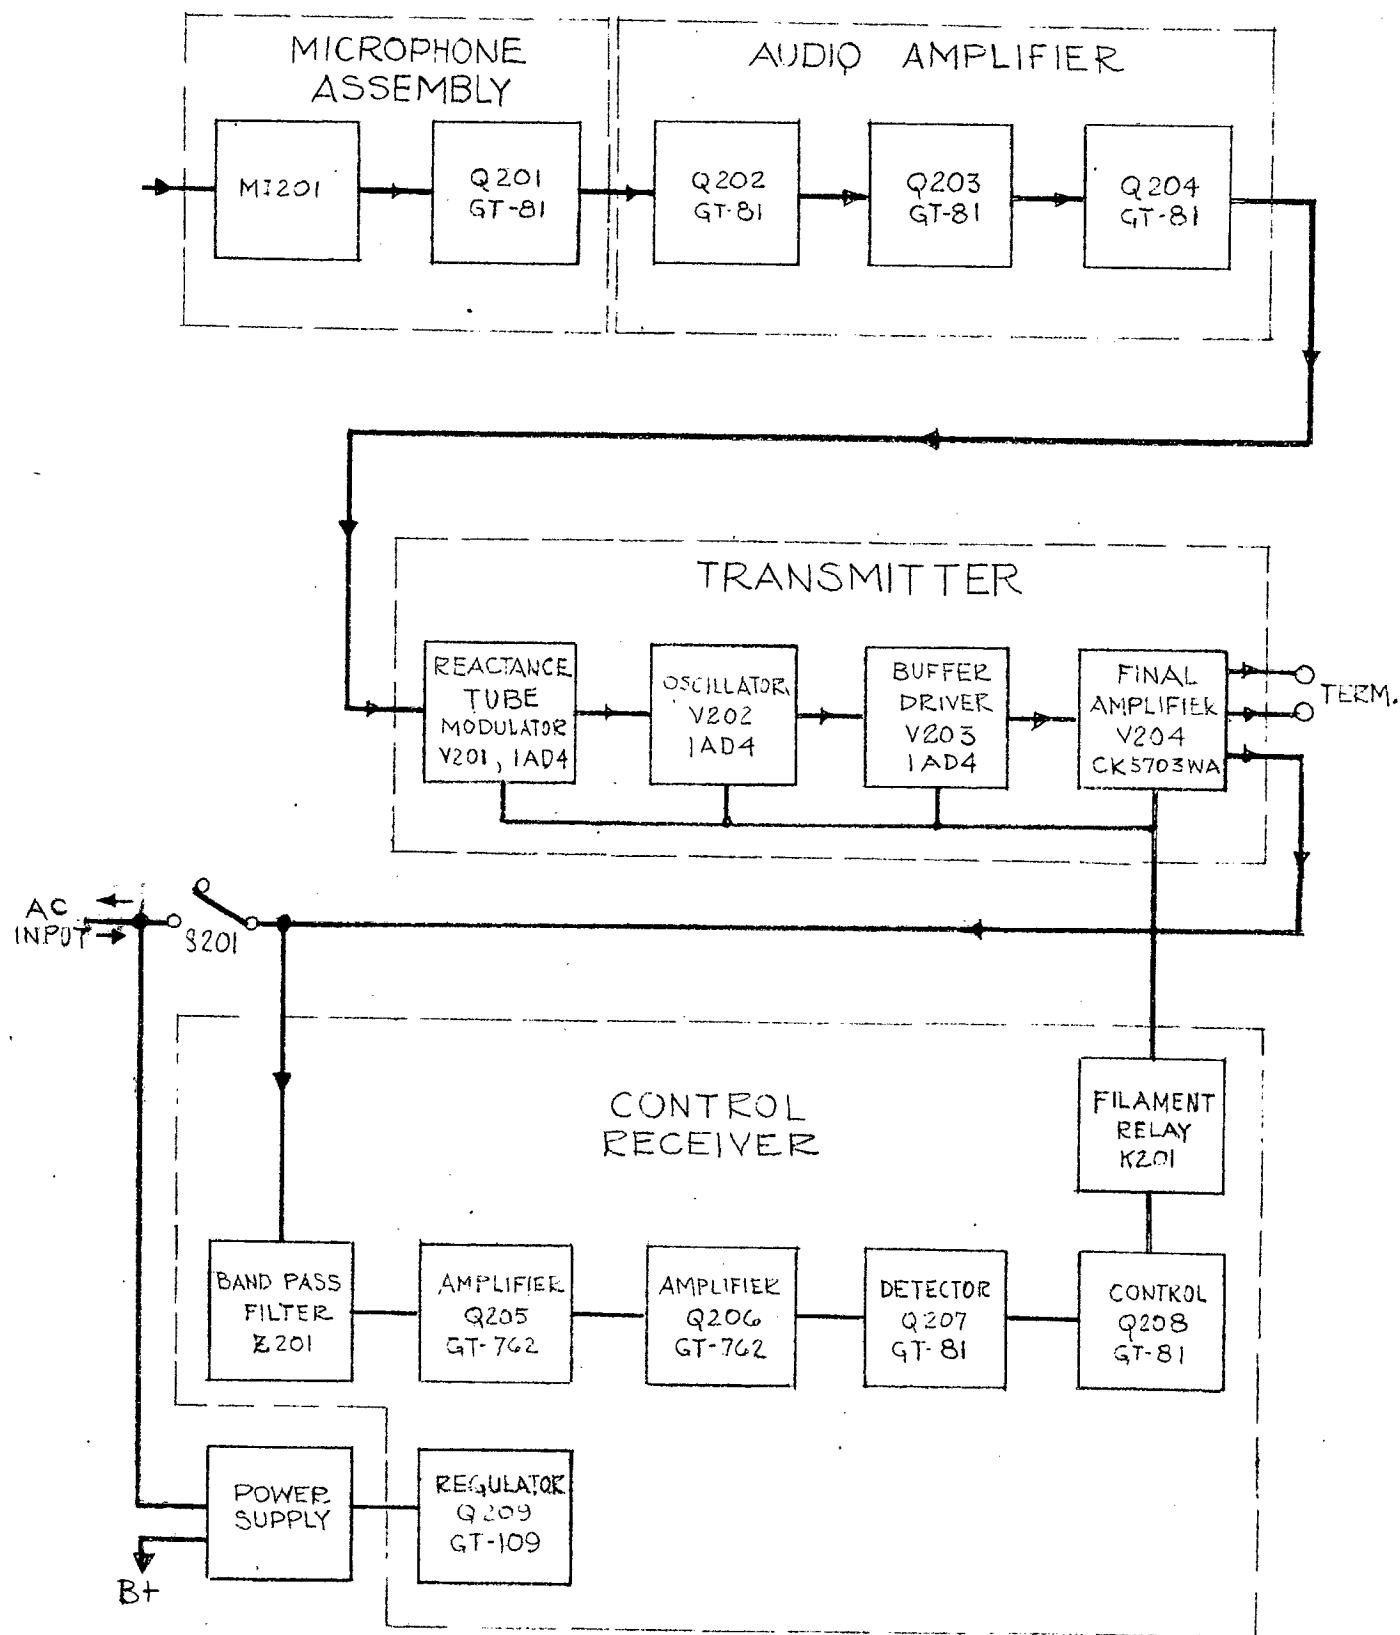 MICROPHONE
ASSEMBLY
AUDIO AMPLIFIER
MI201
Q201
GT-81
Q202
GT-81
Q203
GT-81
Q204
GT-81
TRANSMITTER
REACTANCE
TUBE
MODULATOR
V201, 1AD4
OSCILLATOR
V202
1AD4
BUFFER
DRIVER
V203
1AD4
FINAL
AMPLIFIER
V204
CK5703WA
TERM.
AC
INPUT
S201
CONTROL
RECEIVER
FILAMENT
RELAY
K201
BAND PASS
FILTER
Z201
AMPLIFIER
Q205
GT-762
AMPLIFIER
Q206
GT-762
DETECTOR
Q207
GT-81
CONTROL
Q208
GT-81
POWER
SUPPLY
REGULATOR
Q209
GT-109
B+